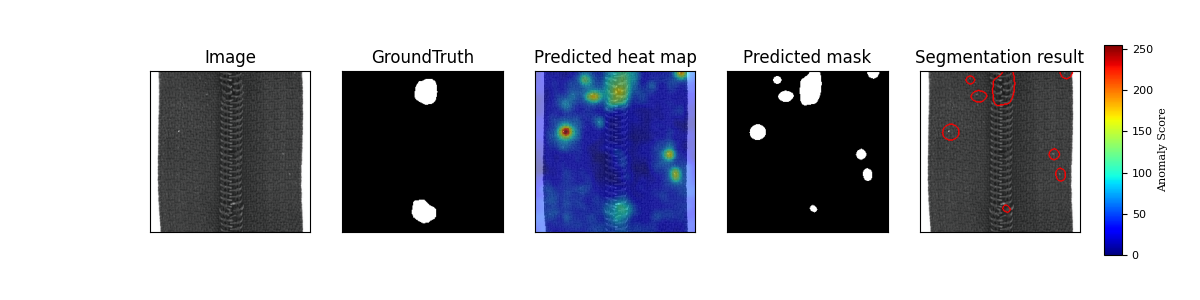 Image
GroundTruth
Predicted heat map
Predicted mask
Segmentation result
250
200
150
100
50
0
Anomaly Score